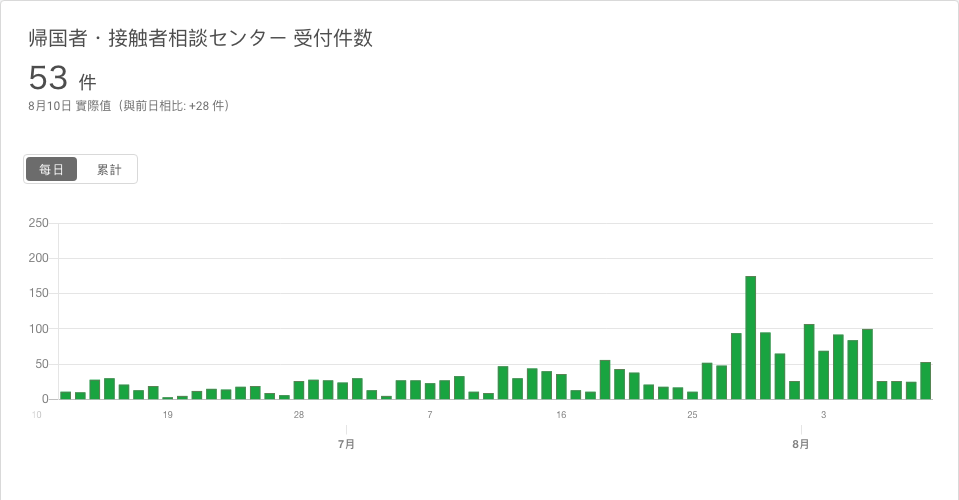 帰国者・接触者相談センター 受付件数
53 件
8月10日 實際值（與前日相比: +28 件）
每日 累計
250
200
150
100
50
0
10 19 28 7 16 25 3
7月 8月